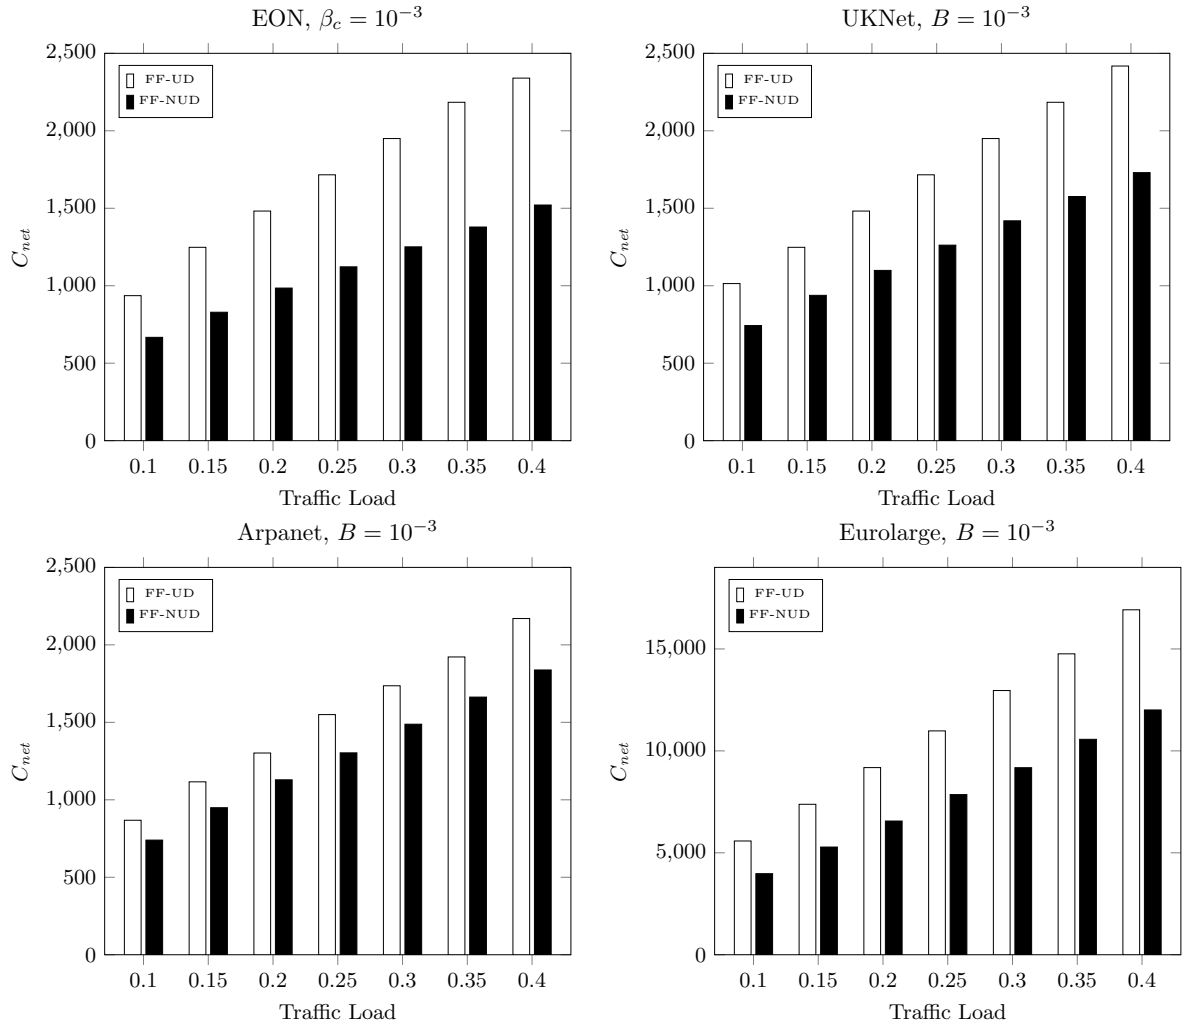 EON, β_c = 10^−3
2,500
2,000
1,500
1,000
500
0
C_net
FF-UD
FF-NUD
0.1 0.15 0.2 0.25 0.3 0.35 0.4
Traffic Load
UKNet, B = 10^−3
2,500
2,000
1,500
1,000
500
0
C_net
FF-UD
FF-NUD
0.1 0.15 0.2 0.25 0.3 0.35 0.4
Traffic Load
Arpanet, B = 10^−3
2,500
2,000
1,500
1,000
500
0
C_net
FF-UD
FF-NUD
0.1 0.15 0.2 0.25 0.3 0.35 0.4
Traffic Load
Eurolarge, B = 10^−3
15,000
10,000
5,000
0
C_net
FF-UD
FF-NUD
0.1 0.15 0.2 0.25 0.3 0.35 0.4
Traffic Load